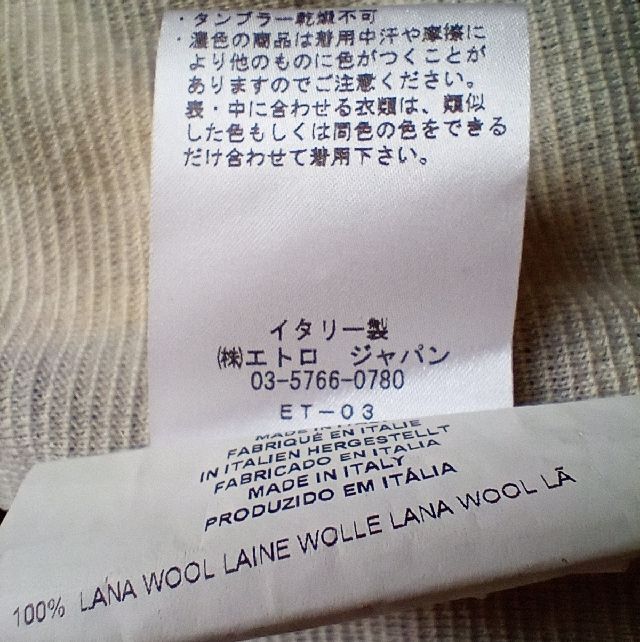 ・タンブラー乾燥不可
・濃色の商品は着用中汗や摩擦に
より他のものに色がつくことが
ありますのでご注意ください。
表・中に合わせる衣類は、類似
した色もしくは同色の色をできる
だけ合わせて着用下さい。
イタリー製
㈱エトロ ジャパン
03-5766-0780
ET-03
MADE IN
FABRIQUÉ EN ITALIE
IN ITALIEN HERGESTELLT
FABRICADO EN ITALIA
MADE IN ITALY
PRODUZIDO EM ITÁLIA
100% LANA WOOL LAINE WOLLE LANA WOOL LÃ